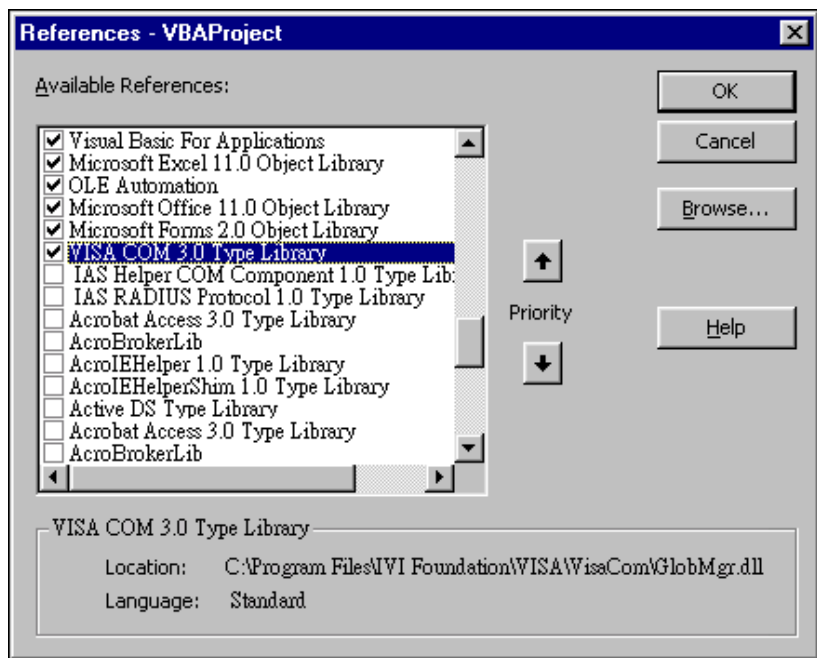 References - VBAProject
Available References:
OK
Visual Basic For Applications
Microsoft Excel 11.0 Object Library
OLE Automation
Microsoft Office 11.0 Object Library
Microsoft Forms 2.0 Object Library
VISA COM 3.0 Type Library
IAS Helper COM Component 1.0 Type Lib:
IAS RADIUS Protocol 1.0 Type Library
Acrobat Access 3.0 Type Library
AcroBrokerLib
AcroIEHelper 1.0 Type Library
AcroIEHelperShim 1.0 Type Library
Active DS Type Library
Acrobat Access 3.0 Type Library
AcroBrokerLib
Cancel
Browse...
Priority
Help
VISA COM 3.0 Type Library
Location: C:\Program Files\IVI Foundation\VISA\VisaCom\GlobMgr.dll
Language: Standard